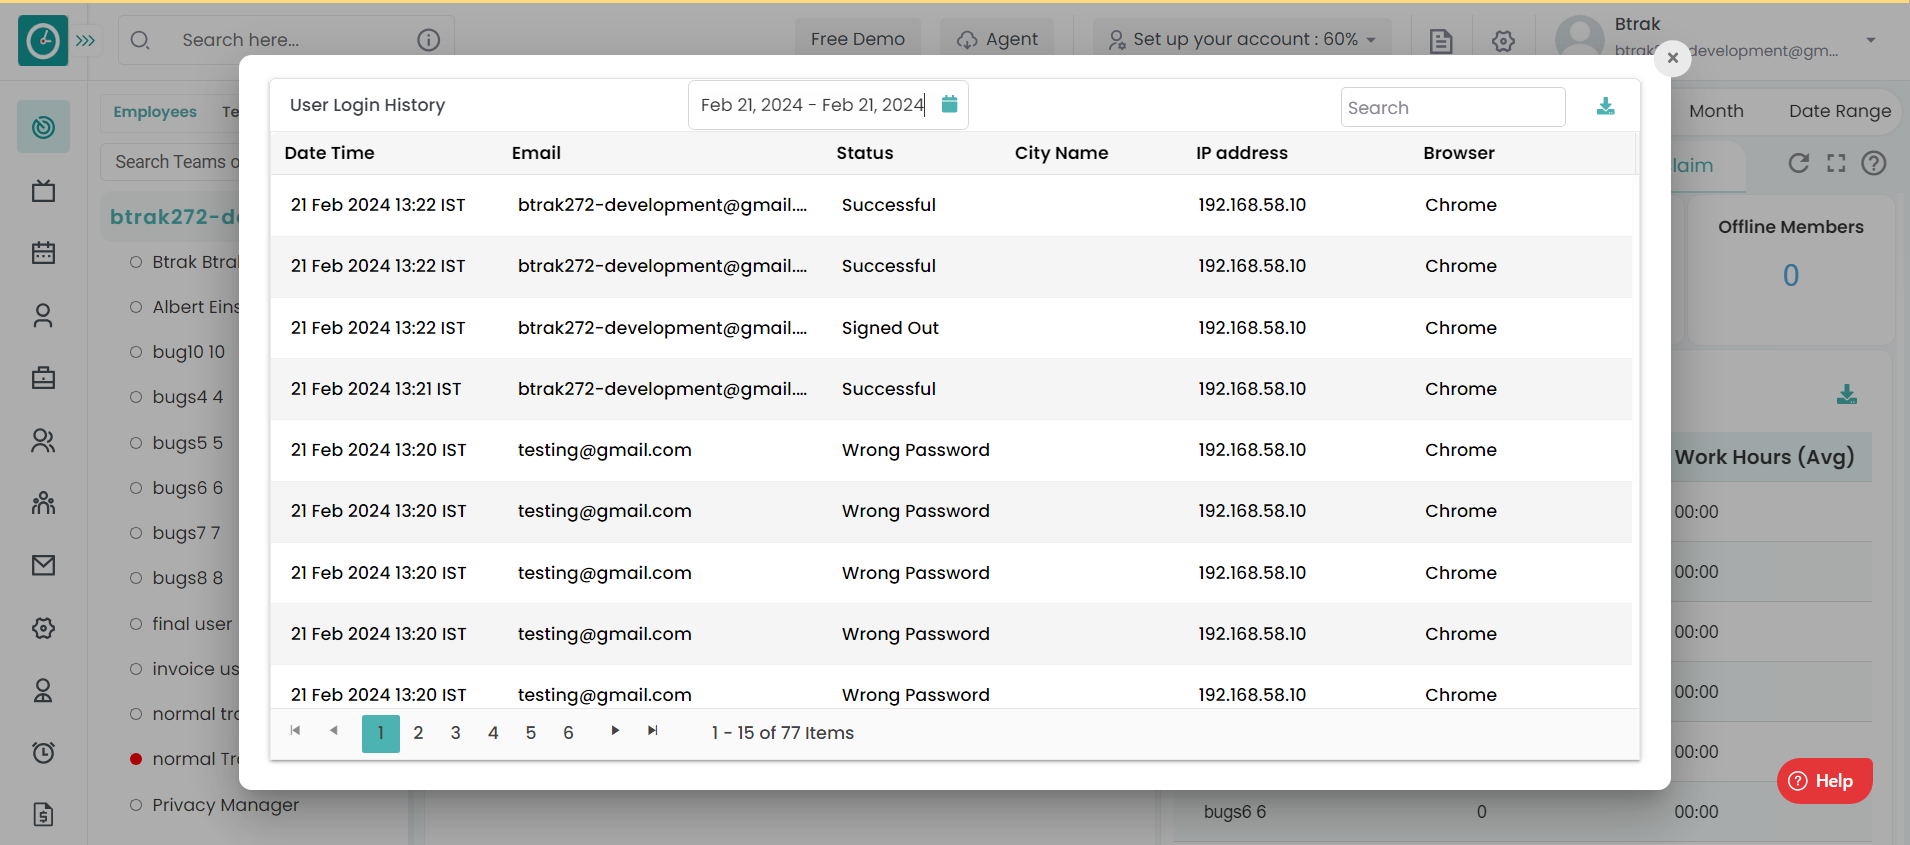 Search here...
Free Demo
Agent
Set up your account : 60%
Btrak
development@gm...
Employees
Month
Date Range
Search Teams
btrak272-d
Offline Members
0
Btrak
Albert
bug10 10
bugs4 4
bugs5 5
bugs6 6
bugs7 7
bugs8 8
final user
invoice
normal
normal
Privacy Manager
User Login History
Feb 21, 2024 - Feb 21, 2024
Search
Date Time Email Status City Name IP address Browser
21 Feb 2024 13:22 IST btrak272-development@gmail.... Successful 192.168.58.10 Chrome
21 Feb 2024 13:22 IST btrak272-development@gmail.... Successful 192.168.58.10 Chrome
21 Feb 2024 13:22 IST btrak272-development@gmail.... Signed Out 192.168.58.10 Chrome
21 Feb 2024 13:21 IST btrak272-development@gmail.... Successful 192.168.58.10 Chrome
21 Feb 2024 13:20 IST testing@gmail.com Wrong Password 192.168.58.10 Chrome
21 Feb 2024 13:20 IST testing@gmail.com Wrong Password 192.168.58.10 Chrome
21 Feb 2024 13:20 IST testing@gmail.com Wrong Password 192.168.58.10 Chrome
21 Feb 2024 13:20 IST testing@gmail.com Wrong Password 192.168.58.10 Chrome
21 Feb 2024 13:20 IST testing@gmail.com Wrong Password 192.168.58.10 Chrome
1 2 3 4 5 6 1 - 15 of 77 Items
Work Hours (Avg)
00:00
00:00
00:00
00:00
00:00
bugs6 6 0 00:00
Help